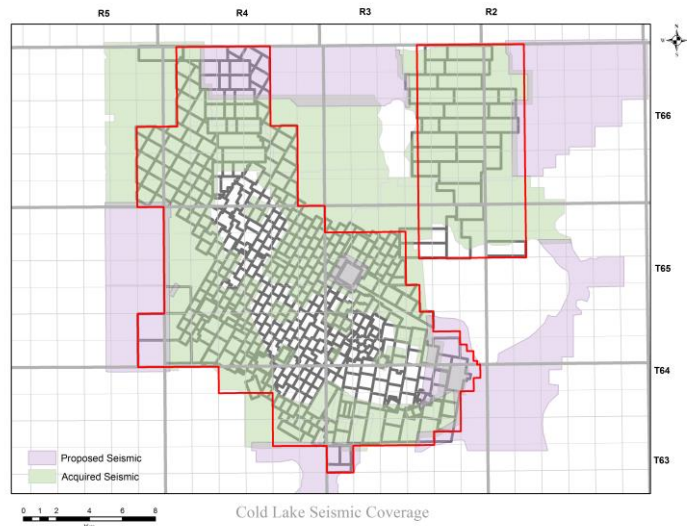 R5 R4 R3 R2
N
T66
T65
T64
T63
Proposed Seismic
Acquired Seismic
0 1 2 4 6 8
Cold Lake Seismic Coverage